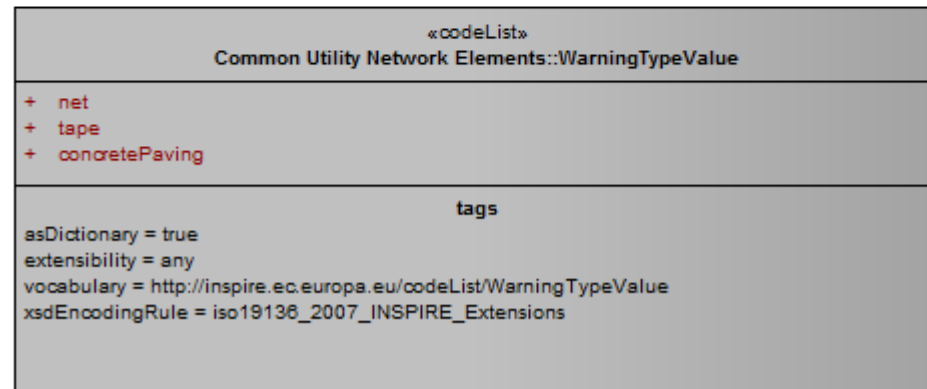 «codeList»
Common Utility Network Elements::WarningTypeValue
+ net
+ tape
+ concretePaving
tags
asDictionary = true
extensibility = any
vocabulary = http://inspire.ec.europa.eu/codeList/WarningTypeValue
xsdEncodingRule = iso19136_2007_INSPIRE_Extensions